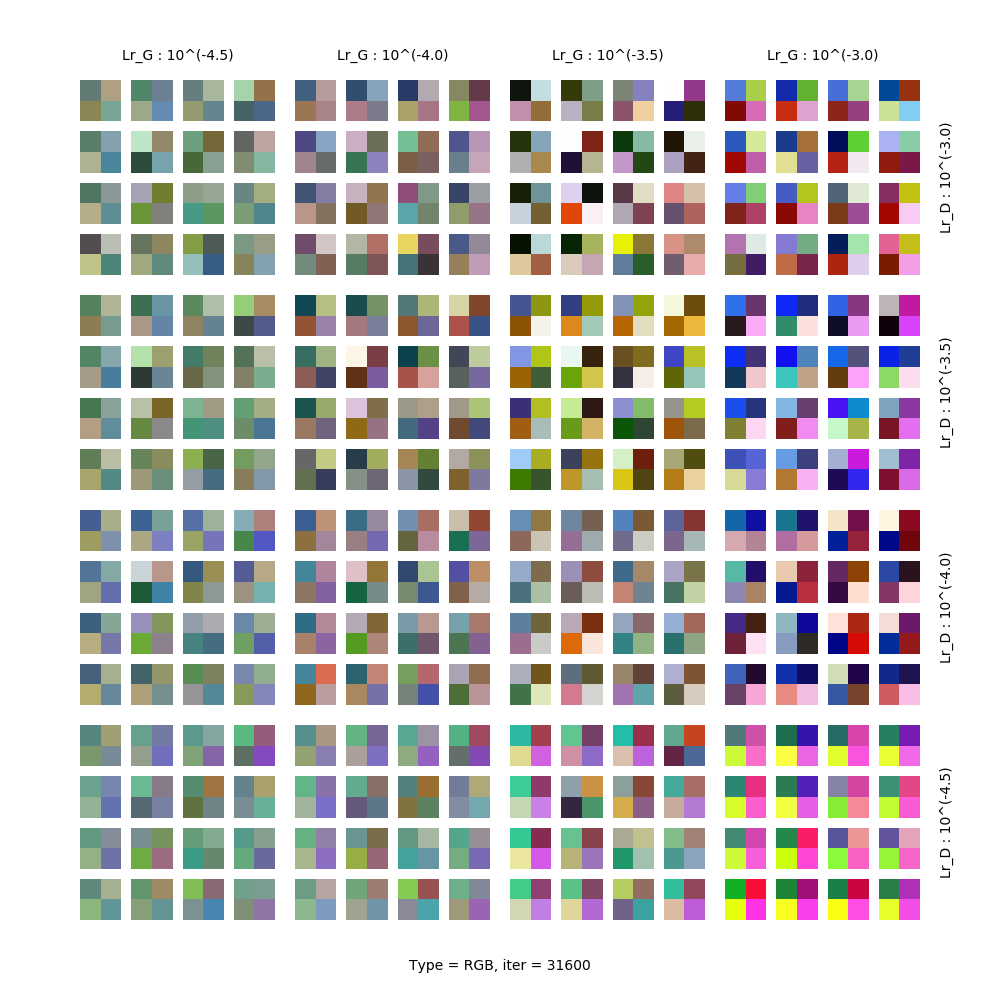 Lr_G : 10^(-4.5)
Lr_G : 10^(-4.0)
Lr_G : 10^(-3.5)
Lr_G : 10^(-3.0)
Lr_D : 10^(-3.0)
Lr_D : 10^(-3.5)
Lr_D : 10^(-4.0)
Lr_D : 10^(-4.5)
Type = RGB, iter = 31600